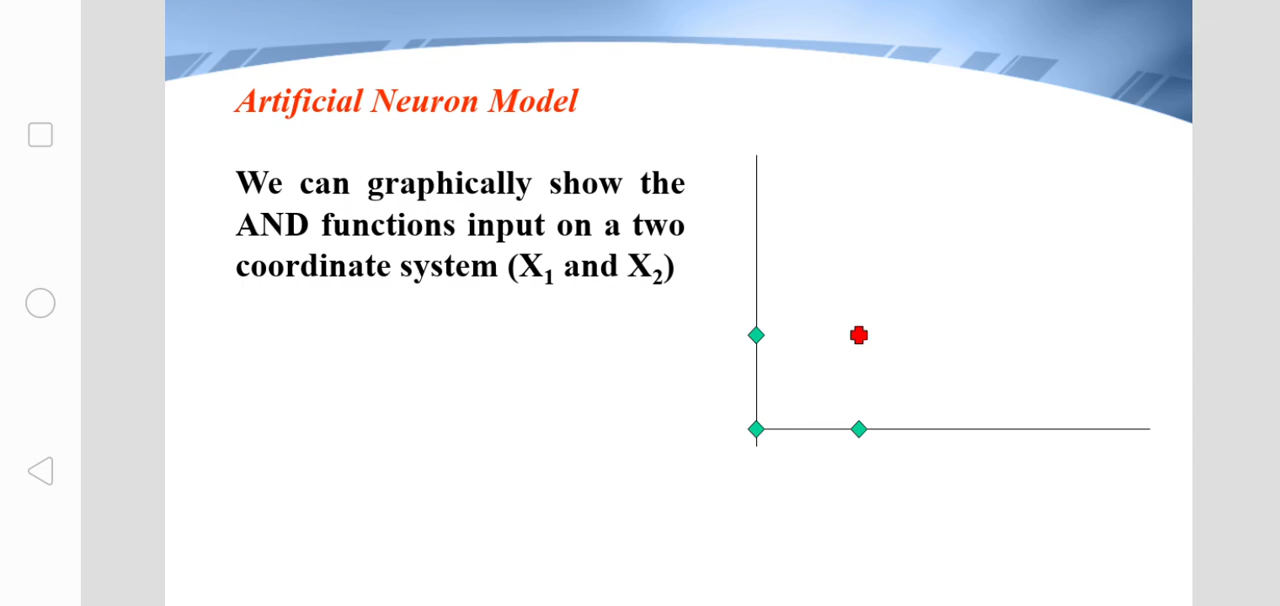 Artificial Neuron Model
We can graphically show the
AND functions input on a two
coordinate system (X₁ and X₂)